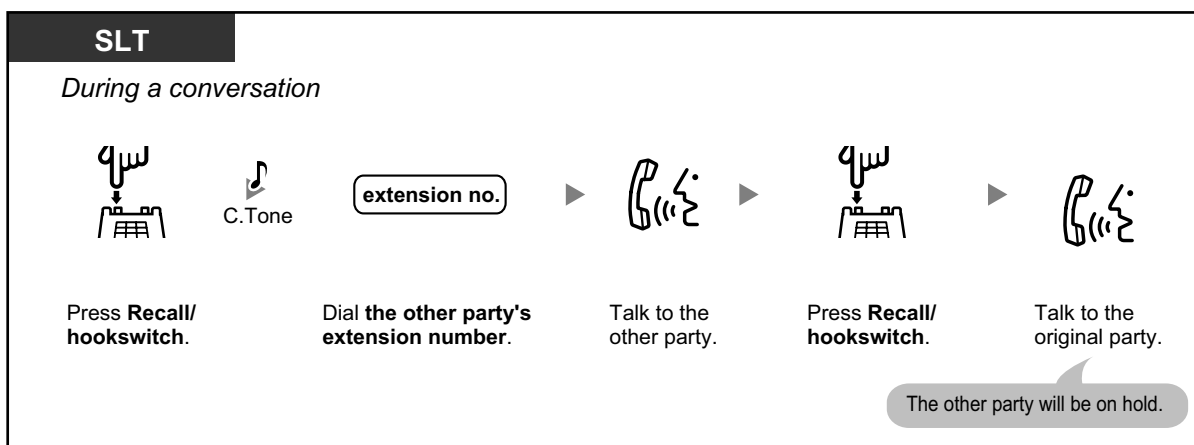 SLT
During a conversation
C.Tone
extension no.
Press Recall/
hookswitch.
Dial the other party's
extension number.
Talk to the
other party.
Press Recall/
hookswitch.
Talk to the
original party.
The other party will be on hold.